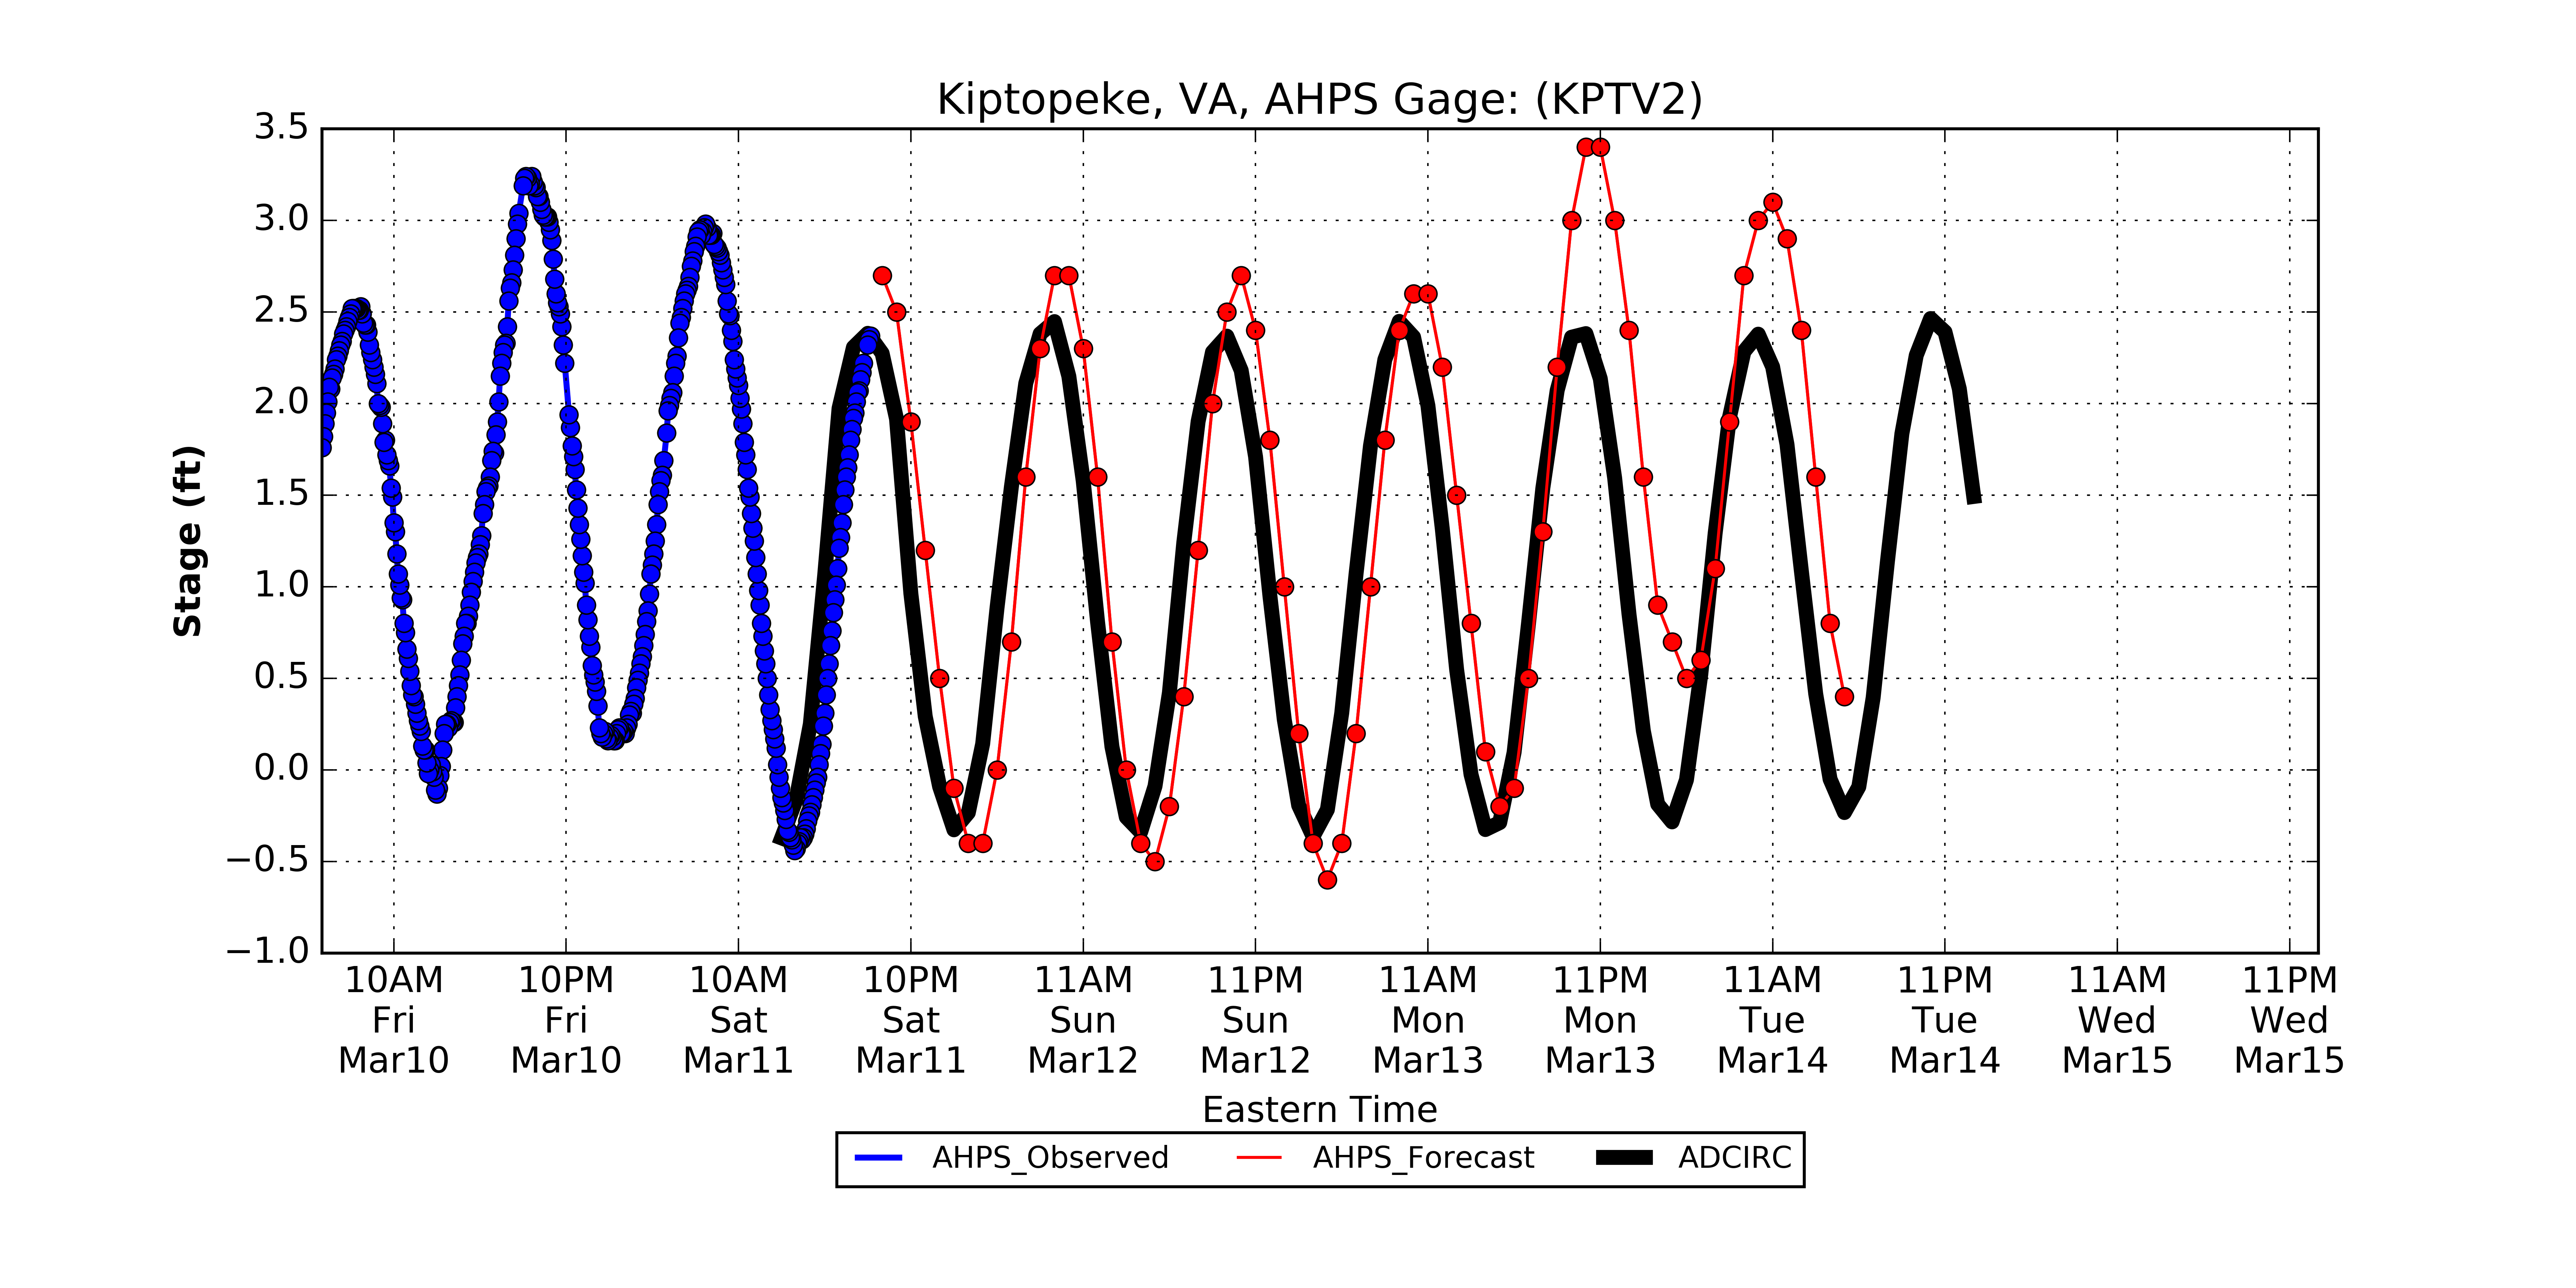 Kiptopeke, VA, AHPS Gage: (KPTV2)
3.5
3.0
2.5
2.0
1.5
1.0
0.5
0.0
−0.5
−1.0
Stage (ft)
10AM 10PM 10AM 10PM 11AM 11PM 11AM 11PM 11AM 11PM 11AM 11PM
Fri Fri Sat Sat Sun Sun Mon Mon Tue Tue Wed Wed
Mar10 Mar10 Mar11 Mar11 Mar12 Mar12 Mar13 Mar13 Mar14 Mar14 Mar15 Mar15
Eastern Time
AHPS_Observed AHPS_Forecast ADCIRC